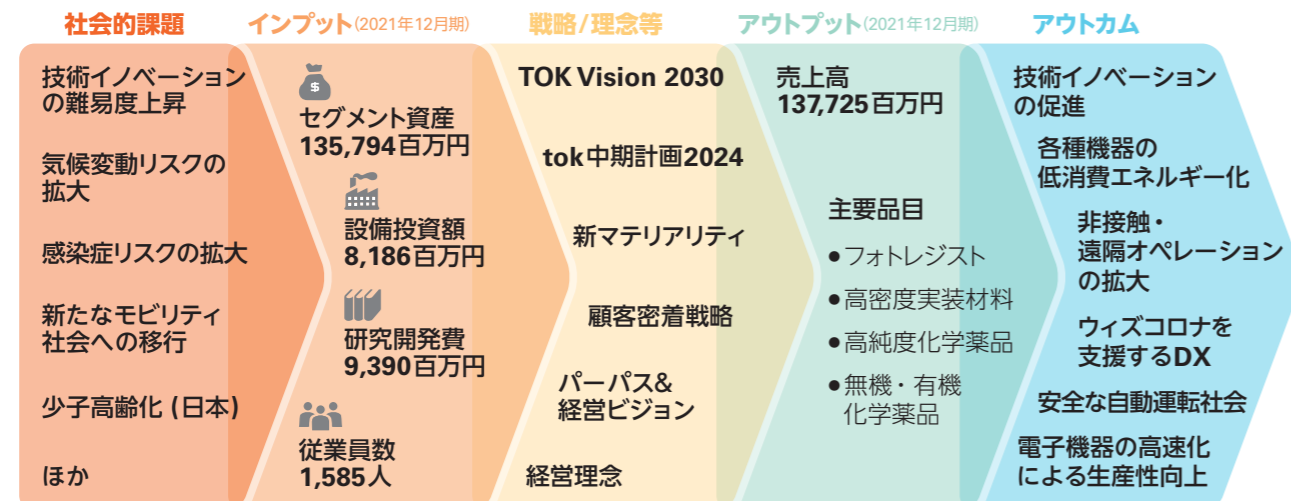 社会的課題
技術イノベーション
の難易度上昇
気候変動リスクの
拡大
感染症リスクの拡大
新たなモビリティ
社会への移行
少子高齢化 (日本)
ほか
インプット(2021年12月期)
$
セグメント資産
135,794百万円
設備投資額
8,186百万円
研究開発費
9,390百万円
従業員数
1,585人
戦略/理念等
TOK Vision 2030
tok中期計画2024
新マテリアリティ
顧客密着戦略
パーパス&
経営ビジョン
経営理念
アウトプット(2021年12月期)
売上高
137,725百万円
主要品目
●フォトレジスト
●高密度実装材料
●高純度化学薬品
●無機・有機
化学薬品
アウトカム
技術イノベーション
の促進
各種機器の
低消費エネルギー化
非接触・
遠隔オペレーション
の拡大
ウィズコロナを
支援するDX
安全な自動運転社会
電子機器の高速化
による生産性向上